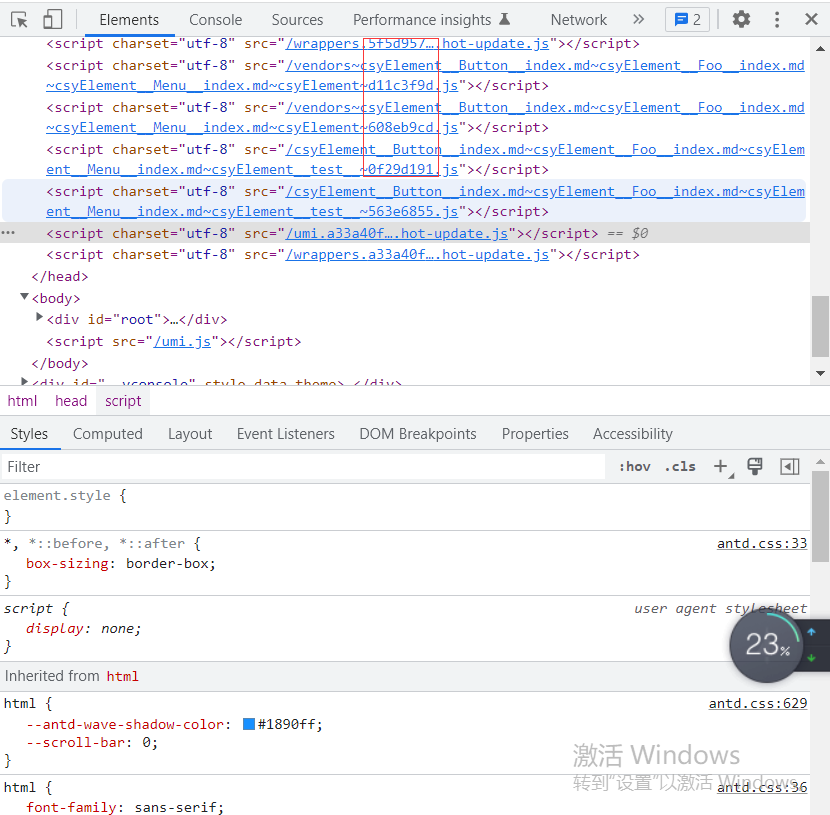 Elements Console Sources Performance insights Network 2
<script charset="utf-8" src="/wrappers.5f5d957….hot-update.js"></script>
<script charset="utf-8" src="/vendors~csyElement__Button__index.md~csyElement__Foo__index.md
~csyElement__Menu__index.md~csyElement~d11c3f9d.js"></script>
<script charset="utf-8" src="/vendors~csyElement__Button__index.md~csyElement__Foo__index.md
~csyElement__Menu__index.md~csyElement~608eb9cd.js"></script>
<script charset="utf-8" src="/csyElement__Button__index.md~csyElement__Foo__index.md~csyElem
ent__Menu__index.md~csyElement__test__~0f29d191.js"></script>
<script charset="utf-8" src="/csyElement__Button__index.md~csyElement__Foo__index.md~csyElem
ent__Menu__index.md~csyElement__test__~563e6855.js"></script>
<script charset="utf-8" src="/umi.a33a40f….hot-update.js"></script> == $0
<script charset="utf-8" src="/wrappers.a33a40f….hot-update.js"></script>
</head>
<body>
<div id="root">…</div>
<script src="/umi.js"></script>
</body>
<div id="__vconsole" style data-theme>…</div>
html head script
Styles Computed Layout Event Listeners DOM Breakpoints Properties Accessibility
Filter :hov .cls
element.style {
}
*, *::before, *::after { antd.css:33
box-sizing: border-box;
}
script { user agent stylesheet
display: none;
}
23%
Inherited from html
html { antd.css:629
--antd-wave-shadow-color: #1890ff;
--scroll-bar: 0;
}
激活 Windows
转到"设置"以激活 Windows。
html { antd.css:36
font-family: sans-serif;